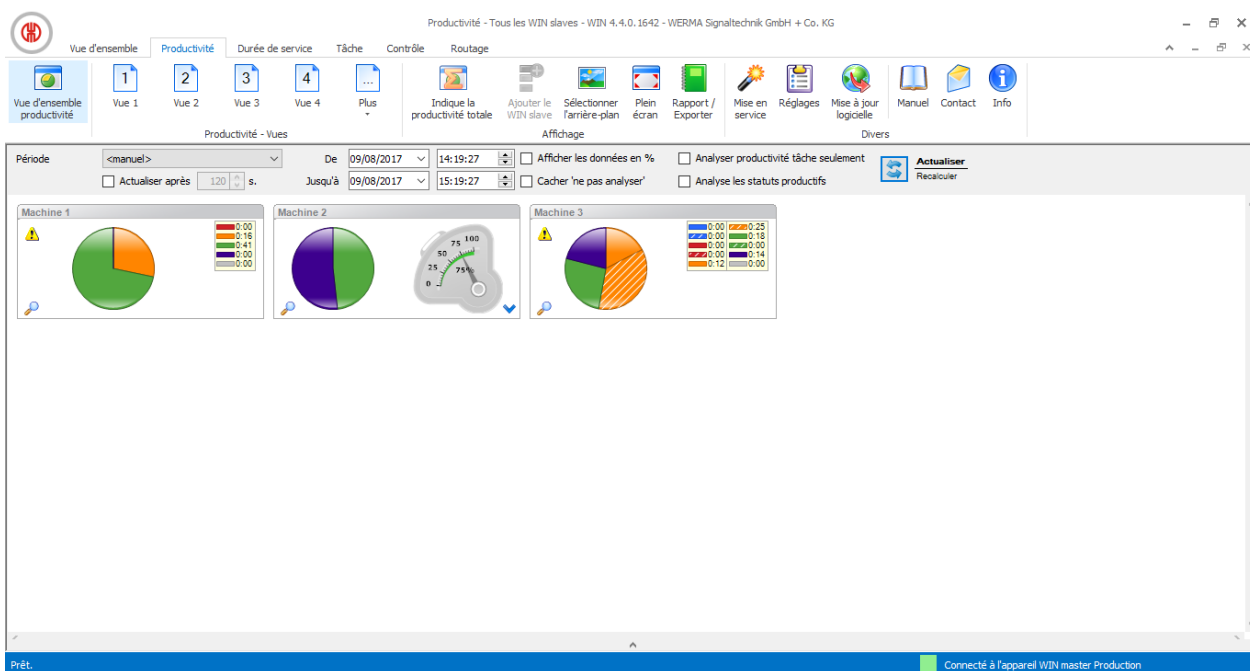 Productivité - Tous les WIN slaves - WIN 4.4.0.1642 - WERMA Signaltechnik GmbH + Co. KG
Vue d'ensemble Productivité Durée de service Tâche Contrôle Routage
1 2 3 4 ...
Vue d'ensemble Vue 1 Vue 2 Vue 3 Vue 4 Plus Indique la Ajouter le Sélectionner Plein Rapport / Mise en Réglages Mise à jour Manuel Contact Info
productivité productivité totale WIN slave l'arrière-plan écran Exporter service logicielle
Productivité - Vues Affichage Divers
Période <manuel> De 09/08/2017 14:19:27 Afficher les données en % Analyser productivité tâche seulement Actualiser
Actualiser après 120 s. Jusqu'à 09/08/2017 15:19:27 Cacher 'ne pas analyser' Analyse les statuts productifs Recalculer
Machine 1 Machine 2 Machine 3
0:00
0:16
0:41
0:00
0:00
100
75
50
25 75%
0
0:00 0:25
0:00 0:18
0:00 0:00
0:00 0:14
0:12 0:00
Prêt. Connecté à l'appareil WIN master Production